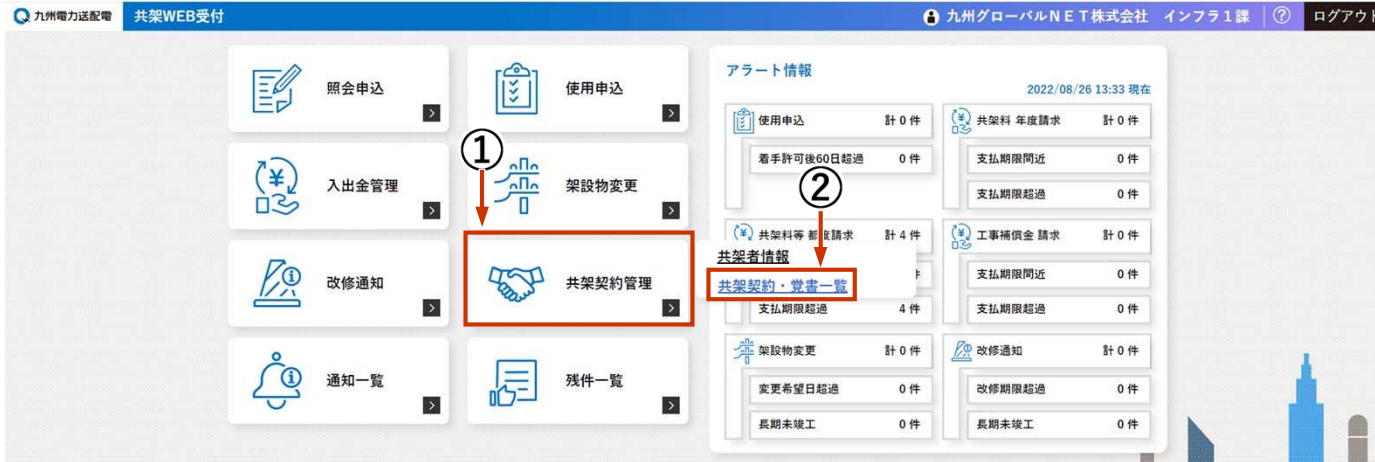 九州電力送配電 共架WEB受付 九州グローバルＮＥＴ株式会社 インフラ１課 ? ログアウト
照会申込
使用申込
入出金管理
①
架設物変更
改修通知
共架契約管理
通知一覧
残件一覧
アラート情報
2022/08/26 13:33 現在
使用申込 計 0 件
着手許可後60日超過 0 件
②
共架料 年度請求 計 0 件
支払期限間近 0 件
支払期限超過 0 件
共架料等 都度請求 計 4 件
共架者情報
共架契約・覚書一覧
件
支払期限超過 4 件
工事補償金 請求 計 0 件
支払期限間近 0 件
支払期限超過 0 件
架設物変更 計 0 件
変更希望日超過 0 件
長期未竣工 0 件
改修通知 計 0 件
改修期限超過 0 件
長期未竣工 0 件